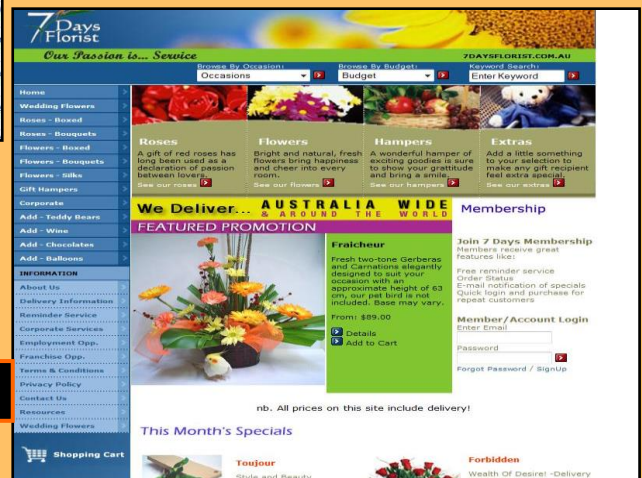 7 Days
Florist
Our Passion is... Service
7DAYSFLORIST.COM.AU
Browse By Occasion:
Browse By Budget:
Keyword Search:
Occasions
Budget
Enter Keyword
Home
Wedding Flowers
Roses - Boxed
Roses - Bouquets
Flowers - Boxed
Flowers - Bouquets
Flowers - Silks
Gift Hampers
Corporate
Add - Teddy Bears
Add - Wine
Add - Chocolates
Add - Balloons
INFORMATION
About Us
Delivery Information
Reminder Service
Corporate Services
Employment Opp.
Franchise Opp.
Terms & Conditions
Privacy Policy
Contact Us
Resources
Wedding Flowers
Shopping Cart
Roses
A gift of red roses has
long been used as a
declaration of passion
between lovers.
See our roses
Flowers
Bright and natural, fresh
flowers bring happiness
and cheer into every
room.
See our flowers
Hampers
A wonderful hamper of
exciting goodies is sure
to show your grattitude
and bring a smile.
See our hampers
Extras
Add a little something
to your selection to
make any gift recipient
feel extra special.
See our extras
We Deliver... AUSTRALIA WIDE
& AROUND THE WORLD
FEATURED PROMOTION
Fraicheur
Fresh two-tone Gerberas
and Carnations elegantly
designed to suit your
occasion with an
approximate height of 63
cm, our pet bird is not
included. Base may vary.
From: $89.00
Details
Add to Cart
Membership
Join 7 Days Membership
Members receive great
features like:
Free reminder service
Order Status
E-mail notification of specials
Quick login and purchase for
repeat customers
Member/Account Login
Enter Email
Password
Forgot Password / SignUp
nb. All prices on this site include delivery!
This Month's Specials
Toujour
Style and Beauty
Forbidden
Wealth Of Desire! -Delivery